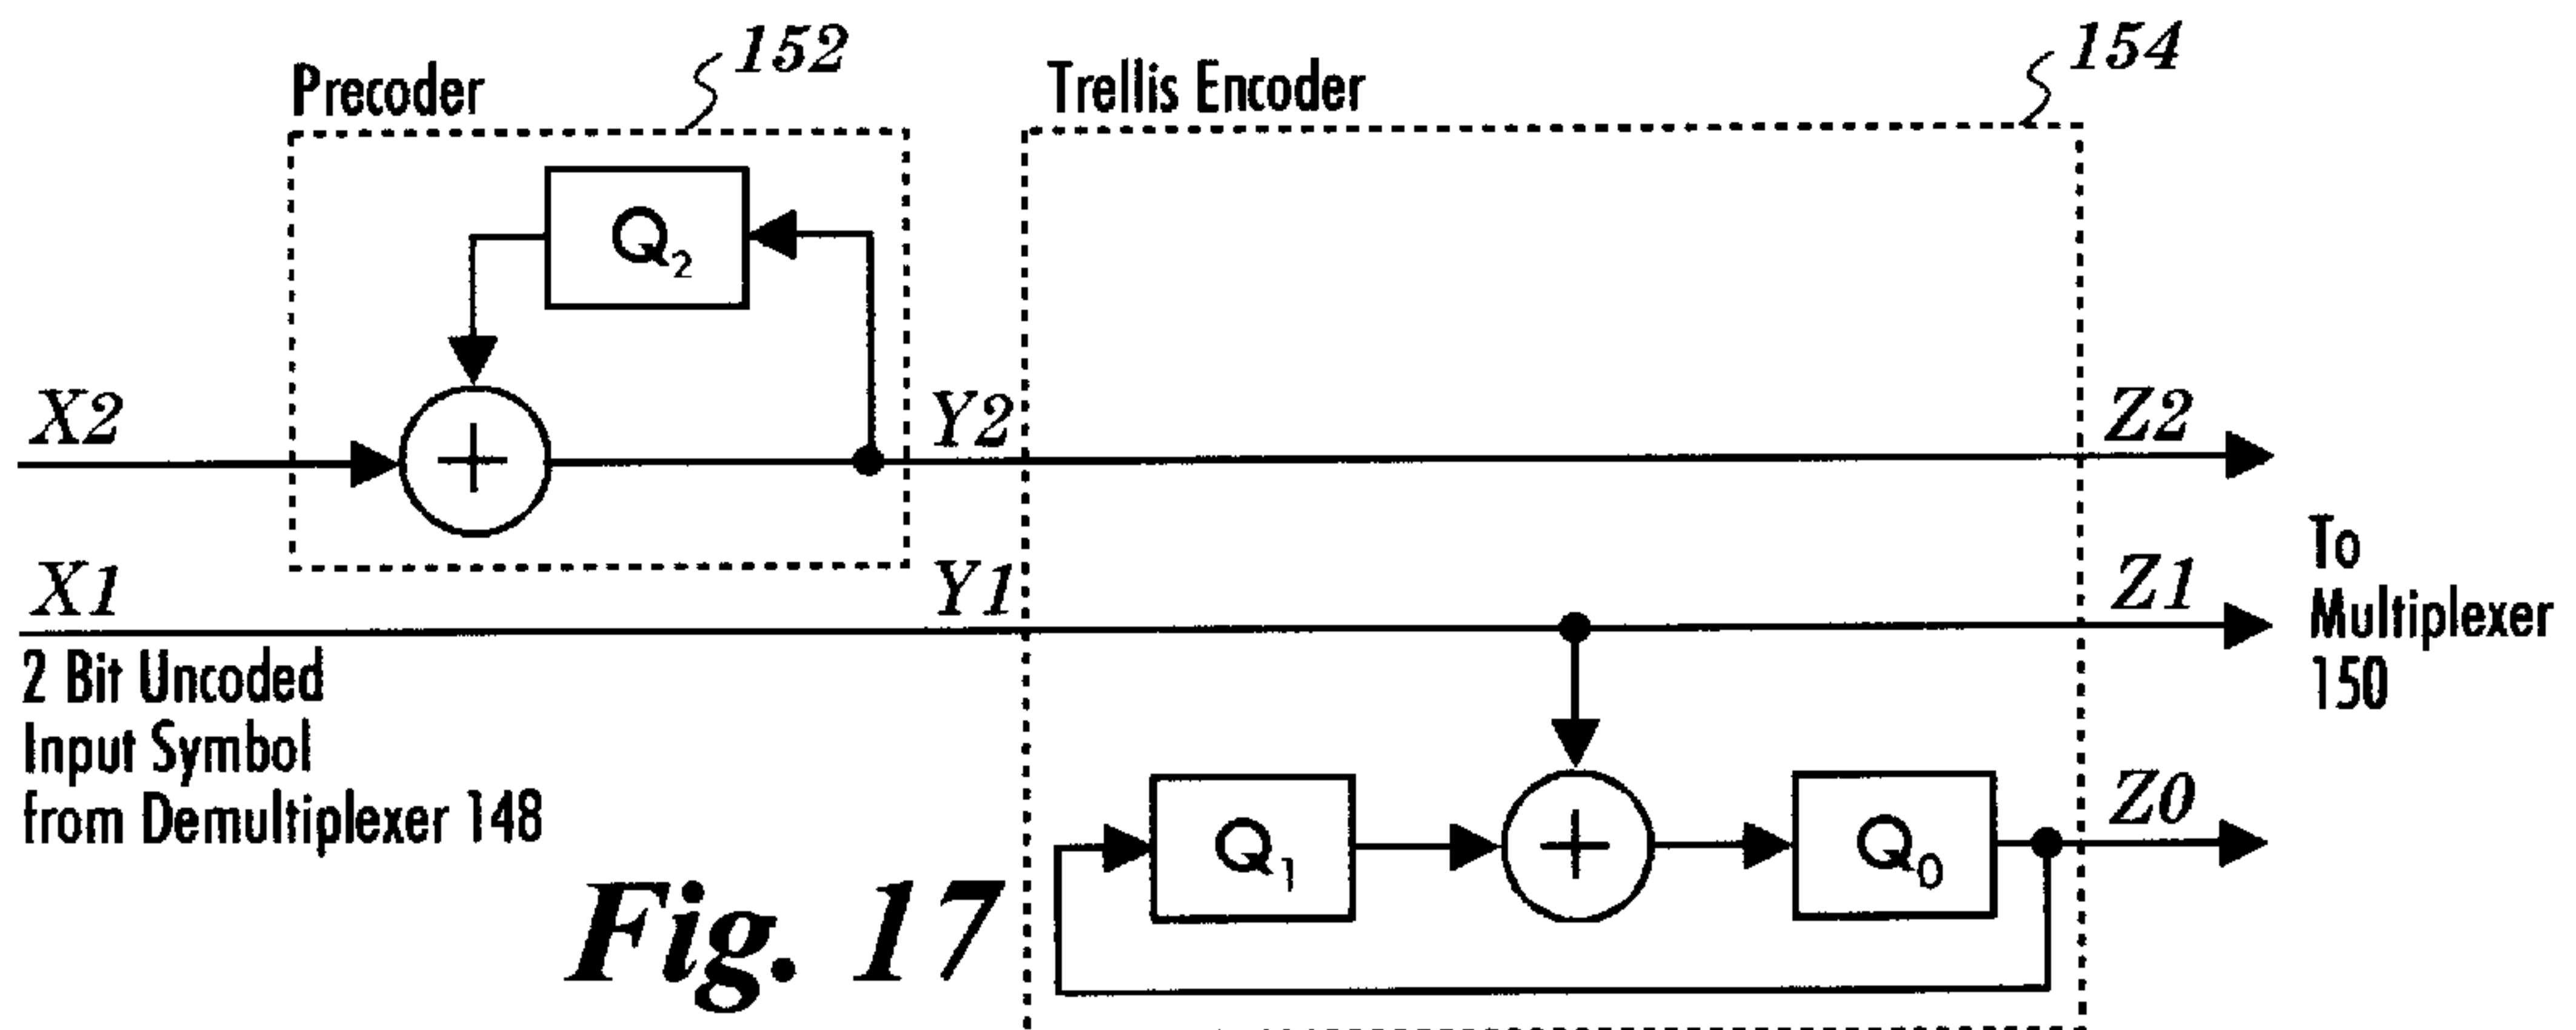 152
154
Precoder
Trellis Encoder
Q2
X2
+
Y2
Z2
X1
Y1
Z1
To
Multiplexer
150
2 Bit Uncoded
Input Symbol
from Demultiplexer 148
Q1
+
Q0
Z0
Fig. 17